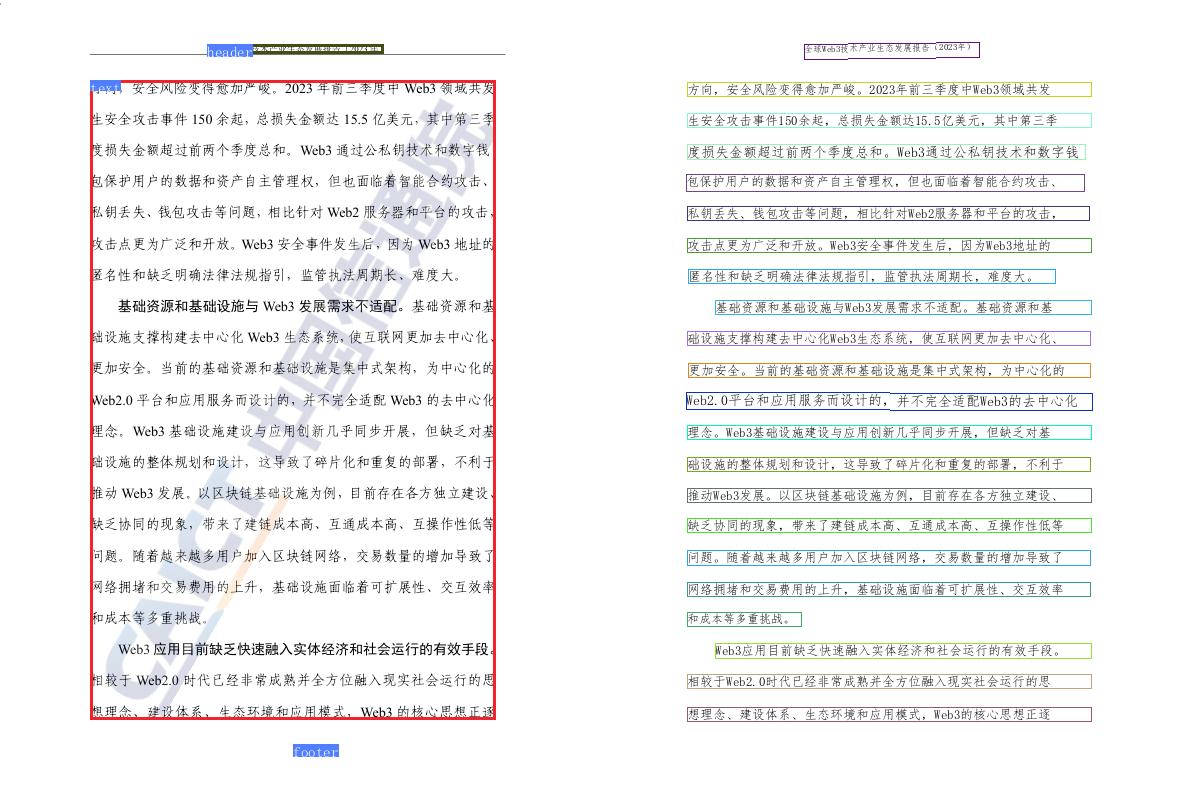 header
text
方向，安全风险变得愈加严峻。2023 年前三季度中 Web3 领域共发
生安全攻击事件 150 余起，总损失金额达 15.5 亿美元，其中第三季
度损失金额超过前两个季度总和。Web3 通过公私钥技术和数字钱
包保护用户的数据和资产自主管理权，但也面临着智能合约攻击、
私钥丢失、钱包攻击等问题，相比针对 Web2 服务器和平台的攻击，
攻击点更为广泛和开放。Web3 安全事件发生后，因为 Web3 地址的
匿名性和缺乏明确法律法规指引，监管执法周期长、难度大。
基础资源和基础设施与 Web3 发展需求不适配。基础资源和基
础设施支撑构建去中心化 Web3 生态系统，使互联网更加去中心化、
更加安全。当前的基础资源和基础设施是集中式架构，为中心化的
Web2.0 平台和应用服务而设计的，并不完全适配 Web3 的去中心化
理念。Web3 基础设施建设与应用创新几乎同步开展，但缺乏对基
础设施的整体规划和设计，这导致了碎片化和重复的部署，不利于
推动 Web3 发展。以区块链基础设施为例，目前存在各方独立建设、
缺乏协同的现象，带来了建链成本高、互通成本高、互操作性低等
问题。随着越来越多用户加入区块链网络，交易数量的增加导致了
网络拥堵和交易费用的上升，基础设施面临着可扩展性、交互效率
和成本等多重挑战。
Web3 应用目前缺乏快速融入实体经济和社会运行的有效手段。
相较于 Web2.0 时代已经非常成熟并全方位融入现实社会运行的思
想理念、建设体系、生态环境和应用模式，Web3 的核心思想正逐
CAICT 中国信通院
footer
全球Web3技术产业生态发展报告（2023年）
方向，安全风险变得愈加严峻。2023年前三季度中Web3领域共发
生安全攻击事件150余起，总损失金额达15.5亿美元，其中第三季
度损失金额超过前两个季度总和。Web3通过公私钥技术和数字钱
包保护用户的数据和资产自主管理权，但也面临着智能合约攻击、
私钥丢失、钱包攻击等问题，相比针对Web2服务器和平台的攻击，
攻击点更为广泛和开放。Web3安全事件发生后，因为Web3地址的
匿名性和缺乏明确法律法规指引，监管执法周期长，难度大。
基础资源和基础设施与Web3发展需求不适配。基础资源和基
础设施支撑构建去中心化Web3生态系统，使互联网更加去中心化、
更加安全。当前的基础资源和基础设施是集中式架构，为中心化的
Web2.0平台和应用服务而设计的，并不完全适配Web3的去中心化
理念。Web3基础设施建设与应用创新几乎同步开展，但缺乏对基
础设施的整体规划和设计，这导致了碎片化和重复的部署，不利于
推动Web3发展。以区块链基础设施为例，目前存在各方独立建设、
缺乏协同的现象，带来了建链成本高、互通成本高、互操作性低等
问题。随着越来越多用户加入区块链网络，交易数量的增加导致了
网络拥堵和交易费用的上升，基础设施面临着可扩展性、交互效率
和成本等多重挑战。
Web3应用目前缺乏快速融入实体经济和社会运行的有效手段。
相较于Web2.0时代已经非常成熟并全方位融入现实社会运行的思
想理念、建设体系、生态环境和应用模式，Web3的核心思想正逐